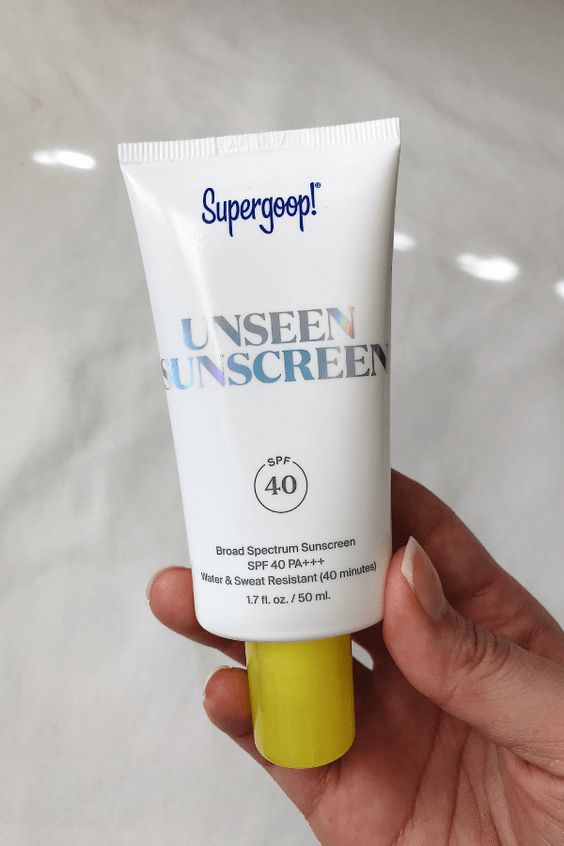 Supergoop!®
UNSEEN
SUNSCREEN
SPF
40
Broad Spectrum Sunscreen
SPF 40 PA+++
Water & Sweat Resistant (40 minutes)
1.7 fl. oz. / 50 ml.